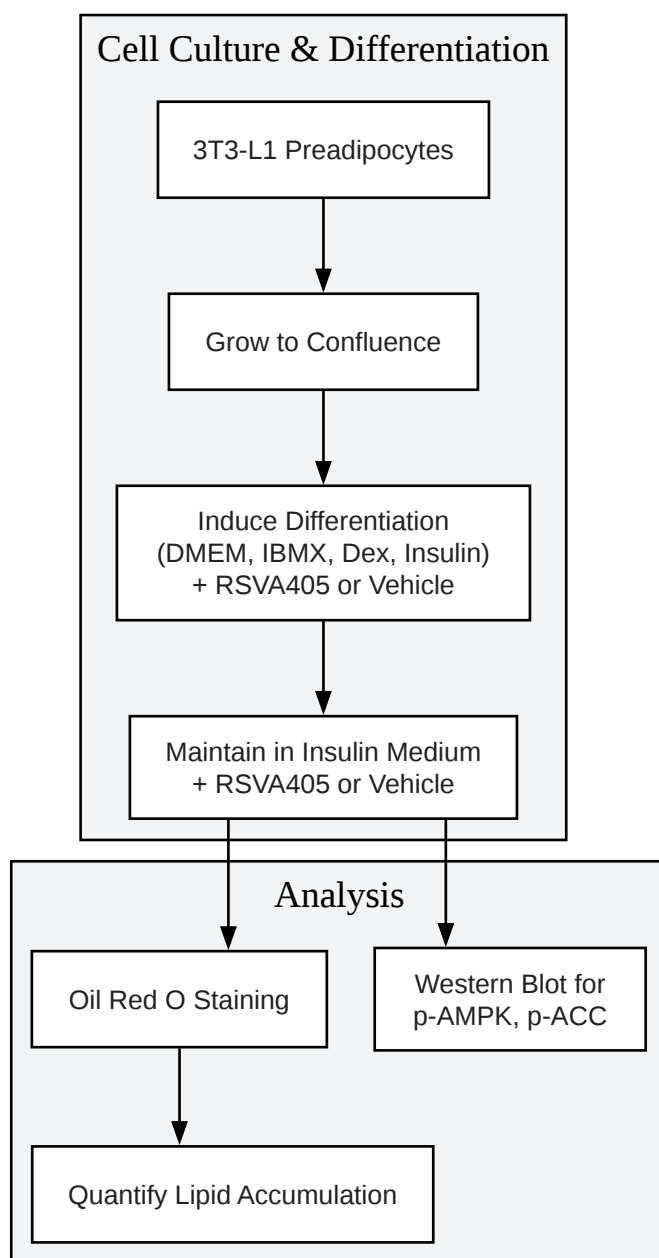 Cell Culture & Differentiation
3T3-L1 Preadipocytes
Grow to Confluence
Induce Differentiation
(DMEM, IBMX, Dex, Insulin)
+ RSVA405 or Vehicle
Maintain in Insulin Medium
+ RSVA405 or Vehicle
Analysis
Oil Red O Staining
Western Blot for
p-AMPK, p-ACC
Quantify Lipid Accumulation